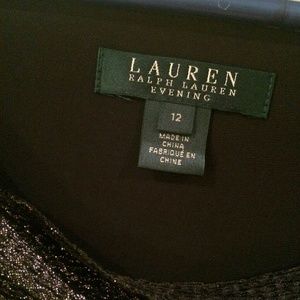 LAUREN
RALPH LAUREN
EVENING
12
MADE IN
CHINA
FABRIQUÉ EN
CHINE